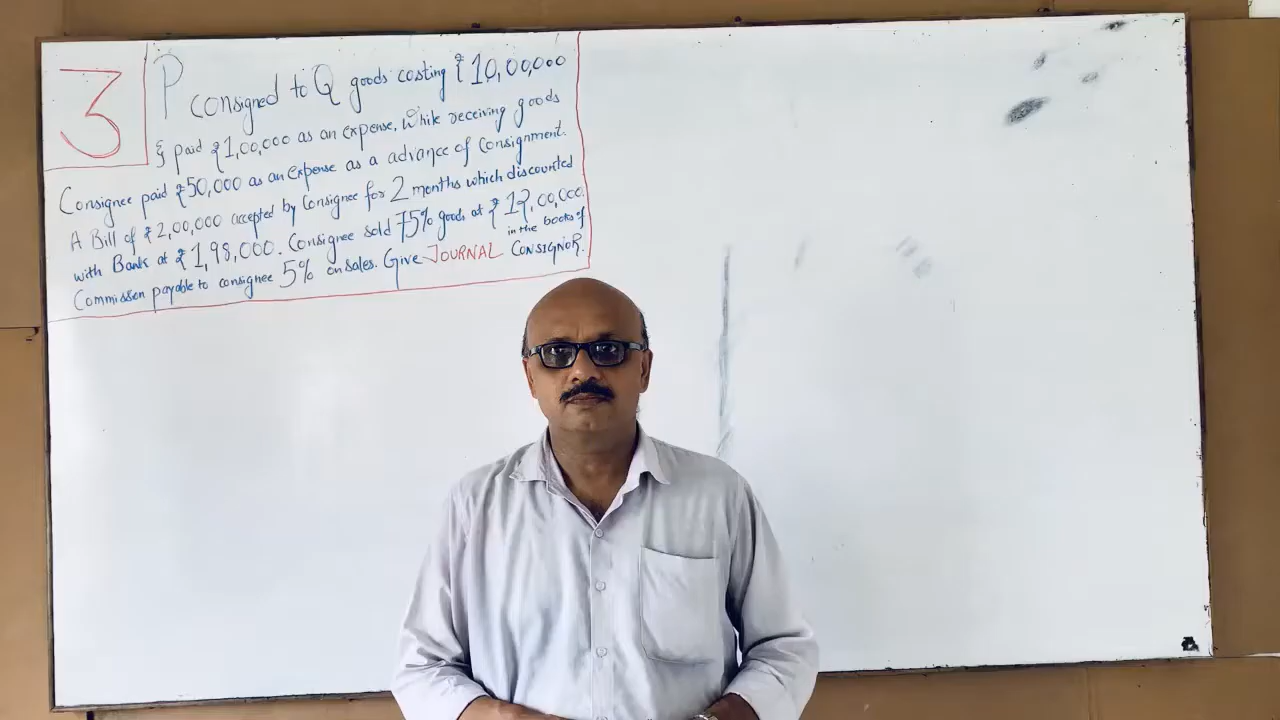 3
P consigned to Q goods costing ₹ 10,00,000
& paid ₹1,00,000 as an expense, while receiving goods
Consignee paid ₹50,000 as an expense as a advance of Consignment.
A Bill of ₹ 2,00,000 accepted by Consignee for 2 months which discounted
with Bank at ₹ 1,98,000. Consignee sold 75% goods at ₹ 12,00,000
Commission payable to consignee 5% on sales. Give JOURNAL in the books of CONSIGNOR.